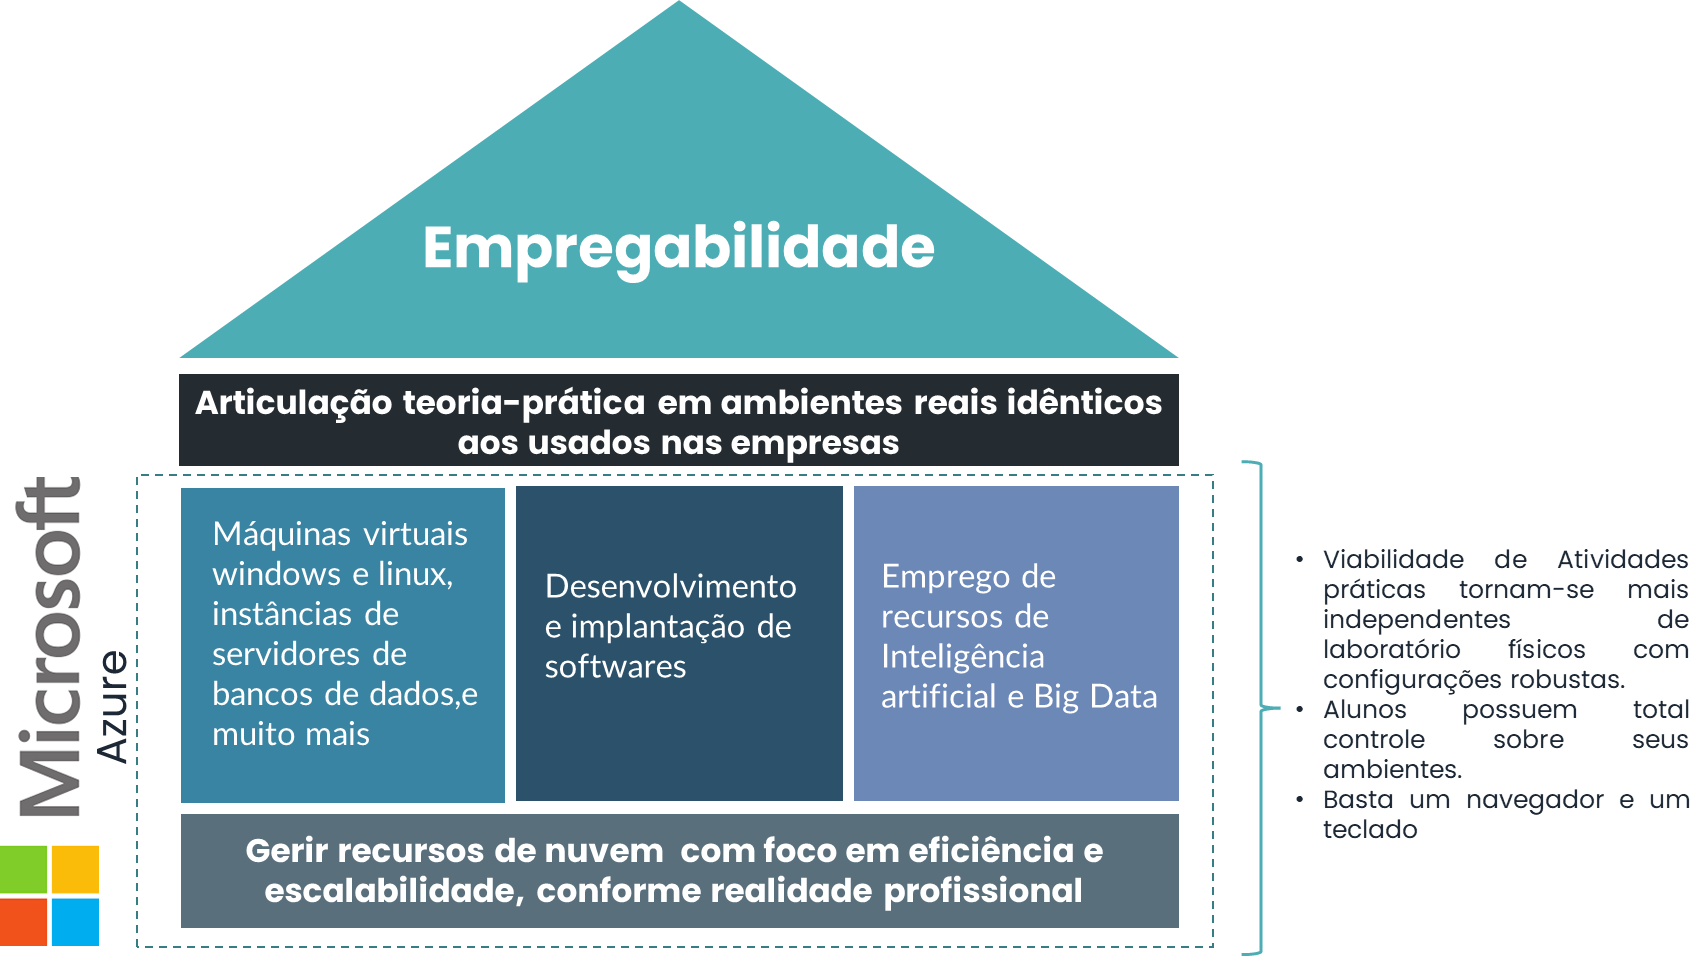 Empregabilidade
Articulação teoria-prática em ambientes reais idênticos
aos usados nas empresas
Microsoft
Azure
Máquinas virtuais
windows e linux,
instâncias de
servidores de
bancos de dados,e
muito mais
Desenvolvimento
e implantação de
softwares
Emprego de
recursos de
Inteligência
artificial e Big Data
Gerir recursos de nuvem com foco em eficiência e
escalabilidade, conforme realidade profissional
• Viabilidade de Atividades
práticas tornam-se mais
independentes de
laboratório físicos com
configurações robustas.
• Alunos possuem total
controle sobre seus
ambientes.
• Basta um navegador e um
teclado